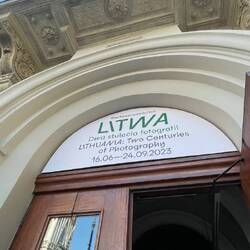 LITWA
Dwa stulecia fotografii
LITHUANIA: Two Centuries
of Photography
16.06—24.09.2023